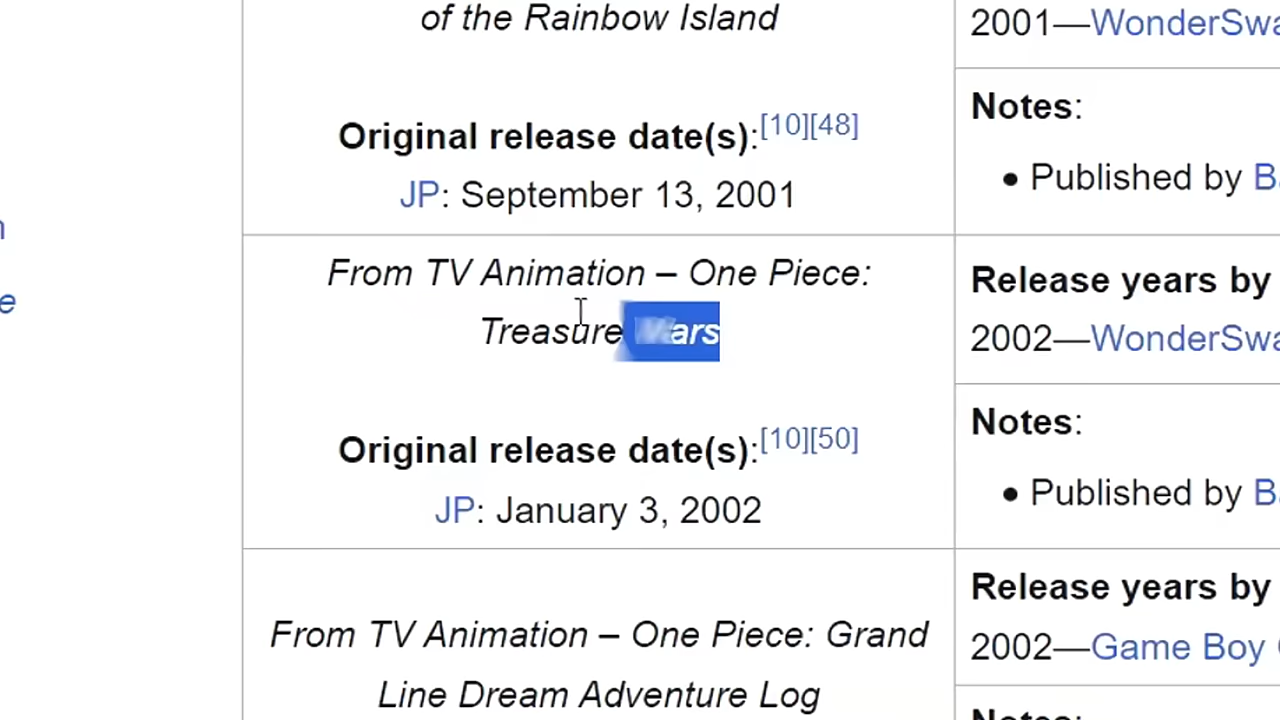 of the Rainbow Island
Original release date(s):[10][48]
JP: September 13, 2001
2001—WonderSwa
Notes:
• Published by B
From TV Animation – One Piece:
Treasure Wars
Original release date(s):[10][50]
JP: January 3, 2002
Release years by
2002—WonderSwa
Notes:
• Published by B
From TV Animation – One Piece: Grand
Line Dream Adventure Log
Release years by
2002—Game Boy
Notes:
e